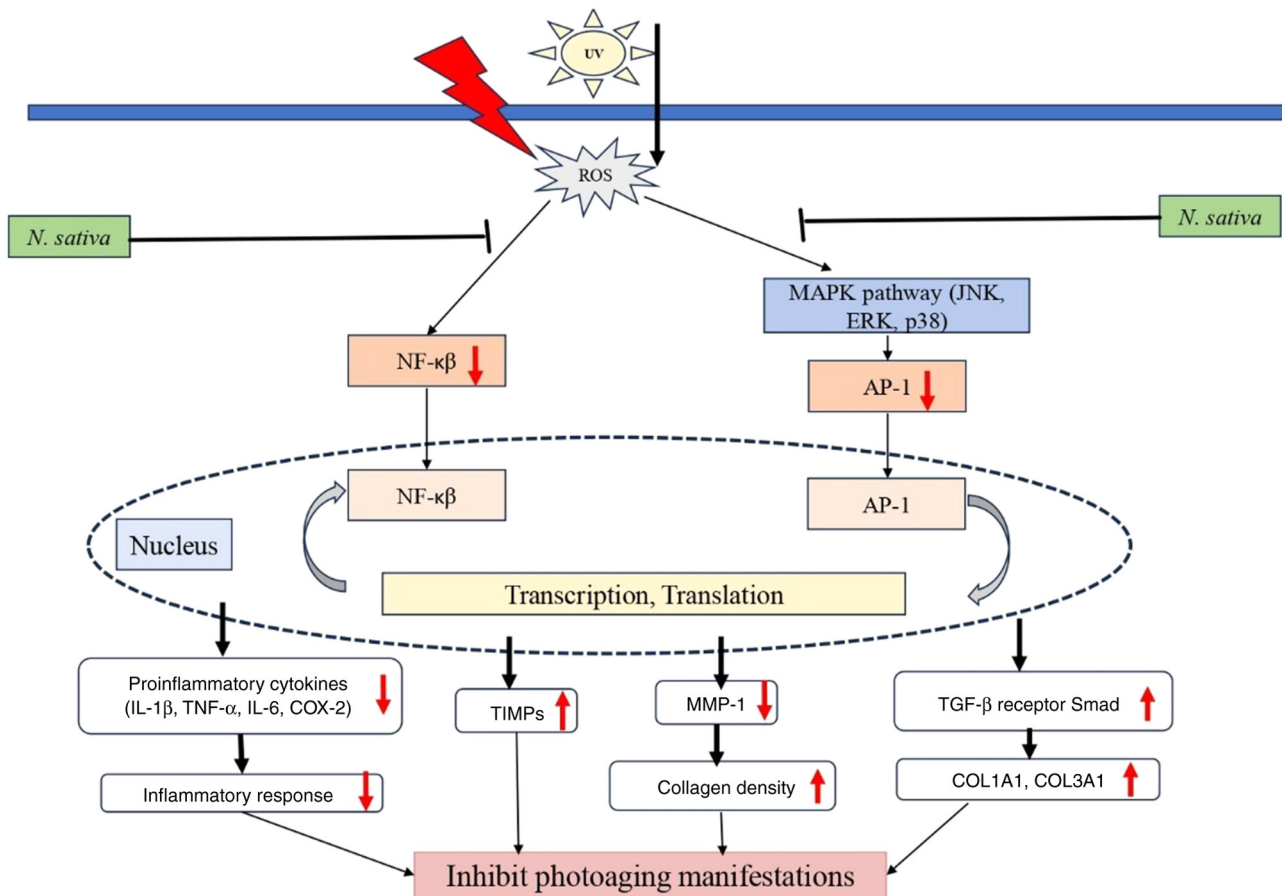 UV
ROS
N. sativa
N. sativa
MAPK pathway (JNK,
ERK, p38)
NF-κβ
AP-1
NF-κβ
AP-1
Nucleus
Transcription, Translation
Proinflammatory cytokines
(IL-1β, TNF-α, IL-6, COX-2)
TIMPs
MMP-1
TGF-β receptor Smad
Inflammatory response
Collagen density
COL1A1, COL3A1
Inhibit photoaging manifestations